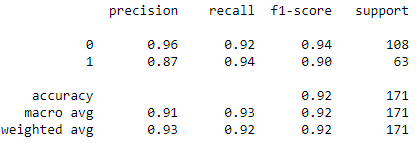 precision recall f1-score support
0 0.96 0.92 0.94 108
1 0.87 0.94 0.90 63
accuracy 0.92 171
macro avg 0.91 0.93 0.92 171
weighted avg 0.93 0.92 0.92 171